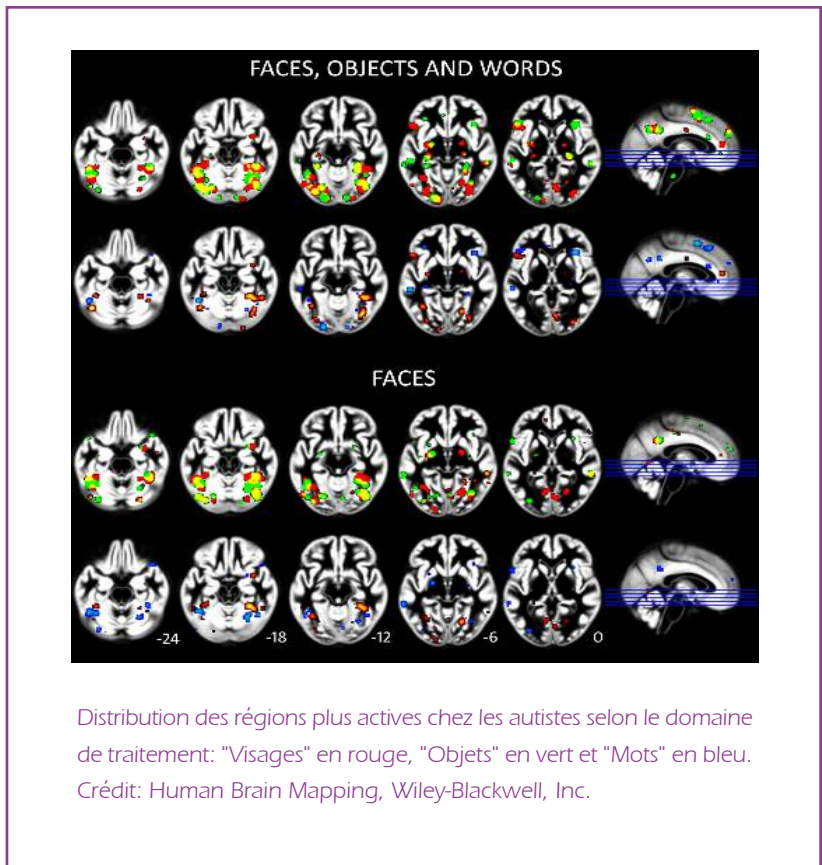 FACES, OBJECTS AND WORDS
FACES
-24 -18 -12 -6 0
Distribution des régions plus actives chez les autistes selon le domaine
de traitement: "Visages" en rouge, "Objets" en vert et "Mots" en bleu.
Crédit: Human Brain Mapping, Wiley-Blackwell, Inc.